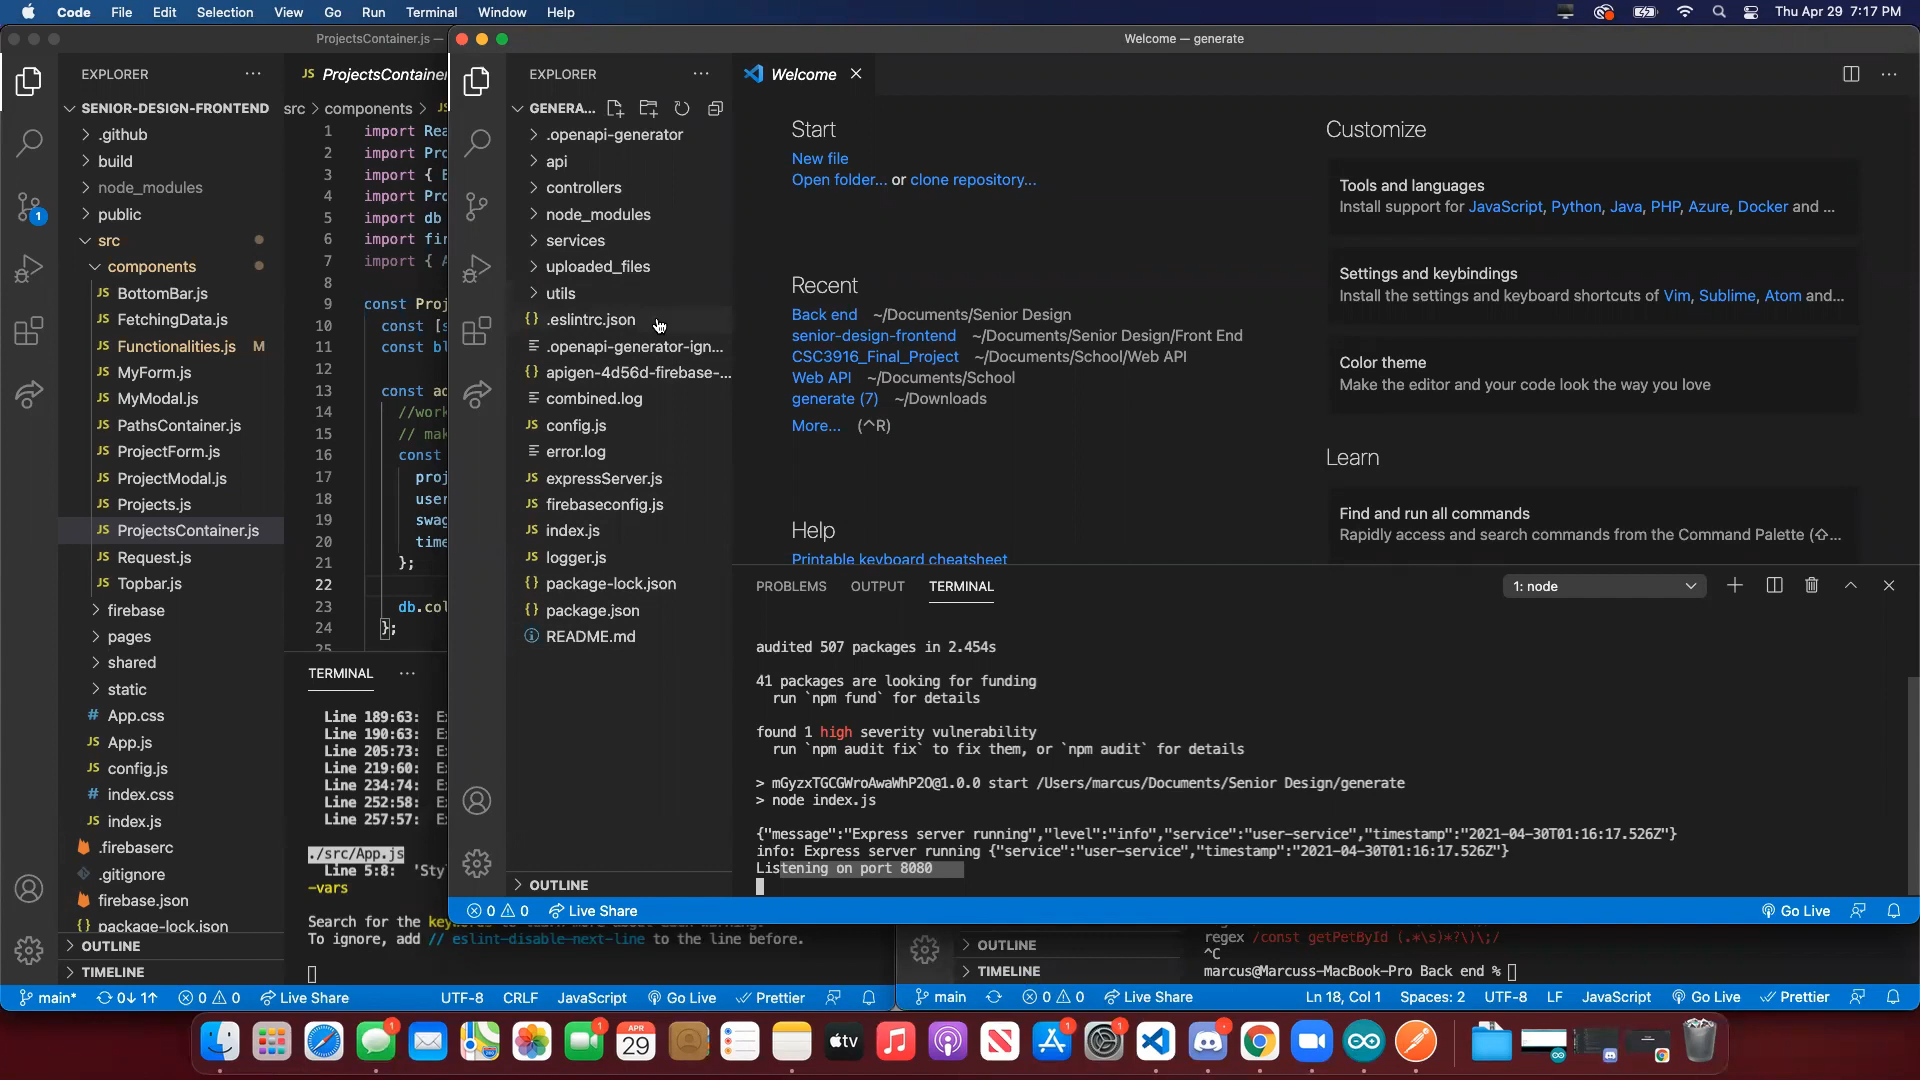 Code File Edit Selection View Go Run Terminal Window Help
Thu Apr 29 7:17 PM
ProjectsContainer.js —
EXPLORER
SENIOR-DESIGN-FRONTEND
.github
build
node_modules
public
src
components
BottomBar.js
FetchingData.js
Functionalities.js M
MyForm.js
MyModal.js
PathsContainer.js
ProjectForm.js
ProjectModal.js
Projects.js
ProjectsContainer.js
Request.js
Topbar.js
firebase
pages
shared
static
App.css
App.js
config.js
index.css
index.js
.firebaserc
.gitignore
firebase.json
package-lock.json
OUTLINE
TIMELINE
1
JS ProjectsContainer
src > components > JS
1 import Rea
2 import Pro
3 import { B
4 import Pro
5 import db
6 import fir
7 import { A
8
9 const Proj
10 const [s
11 const bl
12
13 const ad
14 //work
15 // mak
16 const
17 proj
18 user
19 swag
20 time
21 };
22
23 db.col
24 };
25
TERMINAL
Line 189:63: Ex
Line 190:63: Ex
Line 205:73: Ex
Line 219:60: Ex
Line 234:74: Ex
Line 252:58: Ex
Line 257:57: Ex
./src/App.js
Line 5:8: 'Sty
-vars
Search for the
To ignore, add // eslint-disable-next-line to the line before.
main* 0↓ 1↑ 0 0 Live Share UTF-8 CRLF JavaScript Go Live Prettier
Welcome — generate
EXPLORER
GENERA...
.openapi-generator
api
controllers
node_modules
services
uploaded_files
utils
.eslintrc.json
.openapi-generator-ign...
apigen-4d56d-firebase-...
combined.log
config.js
error.log
expressServer.js
firebaseconfig.js
index.js
logger.js
package-lock.json
package.json
README.md
OUTLINE
Welcome
Start
New file
Open folder... or clone repository...
Recent
Back end ~/Documents/Senior Design
senior-design-frontend ~/Documents/Senior Design/Front End
CSC3916_Final_Project ~/Documents/School/Web API
Web API ~/Documents/School
generate (7) ~/Downloads
More... (^R)
Help
Printable keyboard cheatsheet
Customize
Tools and languages
Install support for JavaScript, Python, Java, PHP, Azure, Docker and ...
Settings and keybindings
Install the settings and keyboard shortcuts of Vim, Sublime, Atom and...
Color theme
Make the editor and your code look the way you love
Learn
Find and run all commands
Rapidly access and search commands from the Command Palette (⇧...
PROBLEMS OUTPUT TERMINAL
1: node
audited 507 packages in 2.454s
41 packages are looking for funding
run `npm fund` for details
found 1 high severity vulnerability
run `npm audit fix` to fix them, or `npm audit` for details
> mGyzxTGCGWroAwaWhP2O@1.0.0 start /Users/marcus/Documents/Senior Design/generate
> node index.js
{"message":"Express server running","level":"info","service":"user-service","timestamp":"2021-04-30T01:16:17.526Z"}
info: Express server running {"service":"user-service","timestamp":"2021-04-30T01:16:17.526Z"}
Listening on port 8080
0 0 Live Share Go Live
OUTLINE
TIMELINE
regex /const getPetById (.*\s)*?\)\;/
^C
marcus@Marcuss-MacBook-Pro Back end %
main 0 0 Live Share Ln 18, Col 1 Spaces: 2 UTF-8 LF JavaScript Go Live Prettier
1
1
APR
29
tv
1
1